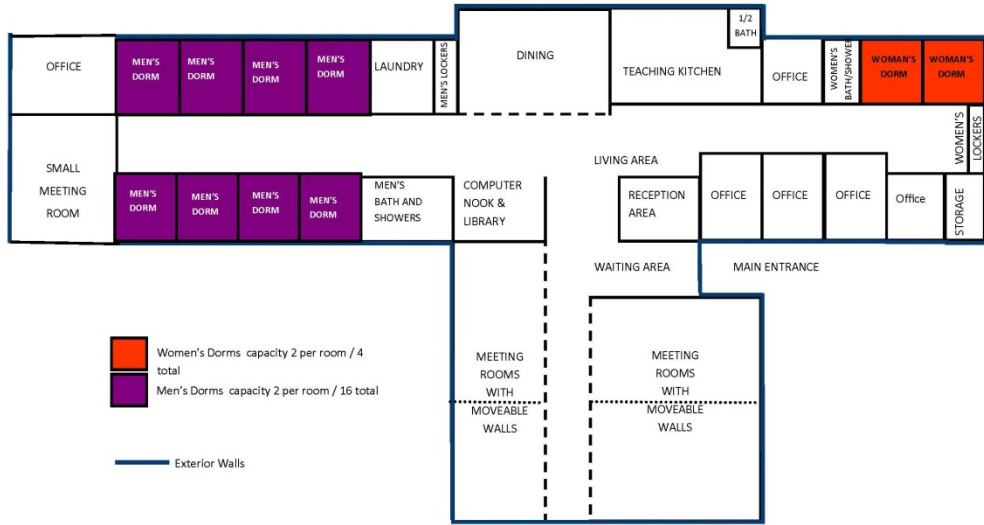 OFFICE
MEN'S
DORM
MEN'S
DORM
MEN'S
DORM
MEN'S
DORM
LAUNDRY
MEN'S LOCKERS
DINING
1/2
BATH
TEACHING KITCHEN
OFFICE
WOMEN'S
BATH/SHOWER
WOMAN'S
DORM
WOMAN'S
DORM
WOMEN'S
LOCKERS
SMALL
MEETING
ROOM
MEN'S
DORM
MEN'S
DORM
MEN'S
DORM
MEN'S
DORM
MEN'S
BATH AND
SHOWERS
COMPUTER
NOOK &
LIBRARY
LIVING AREA
RECEPTION
AREA
OFFICE
OFFICE
OFFICE
Office
STORAGE
WAITING AREA
MAIN ENTRANCE
MEETING
ROOMS
WITH
MOVEABLE
WALLS
MEETING
ROOMS
WITH
MOVEABLE
WALLS
Women's Dorms capacity 2 per room / 4
total
Men's Dorms capacity 2 per room / 16 total
Exterior Walls